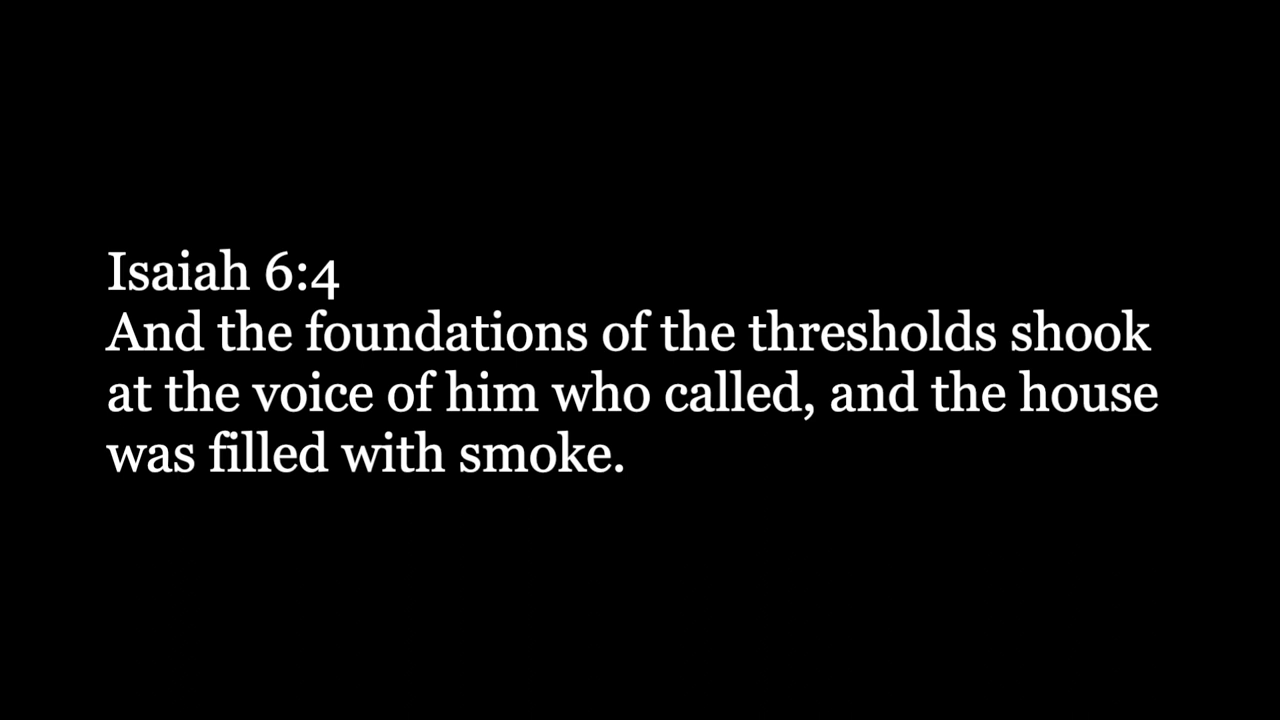 Isaiah 6:4
And the foundations of the thresholds shook
at the voice of him who called, and the house
was filled with smoke.